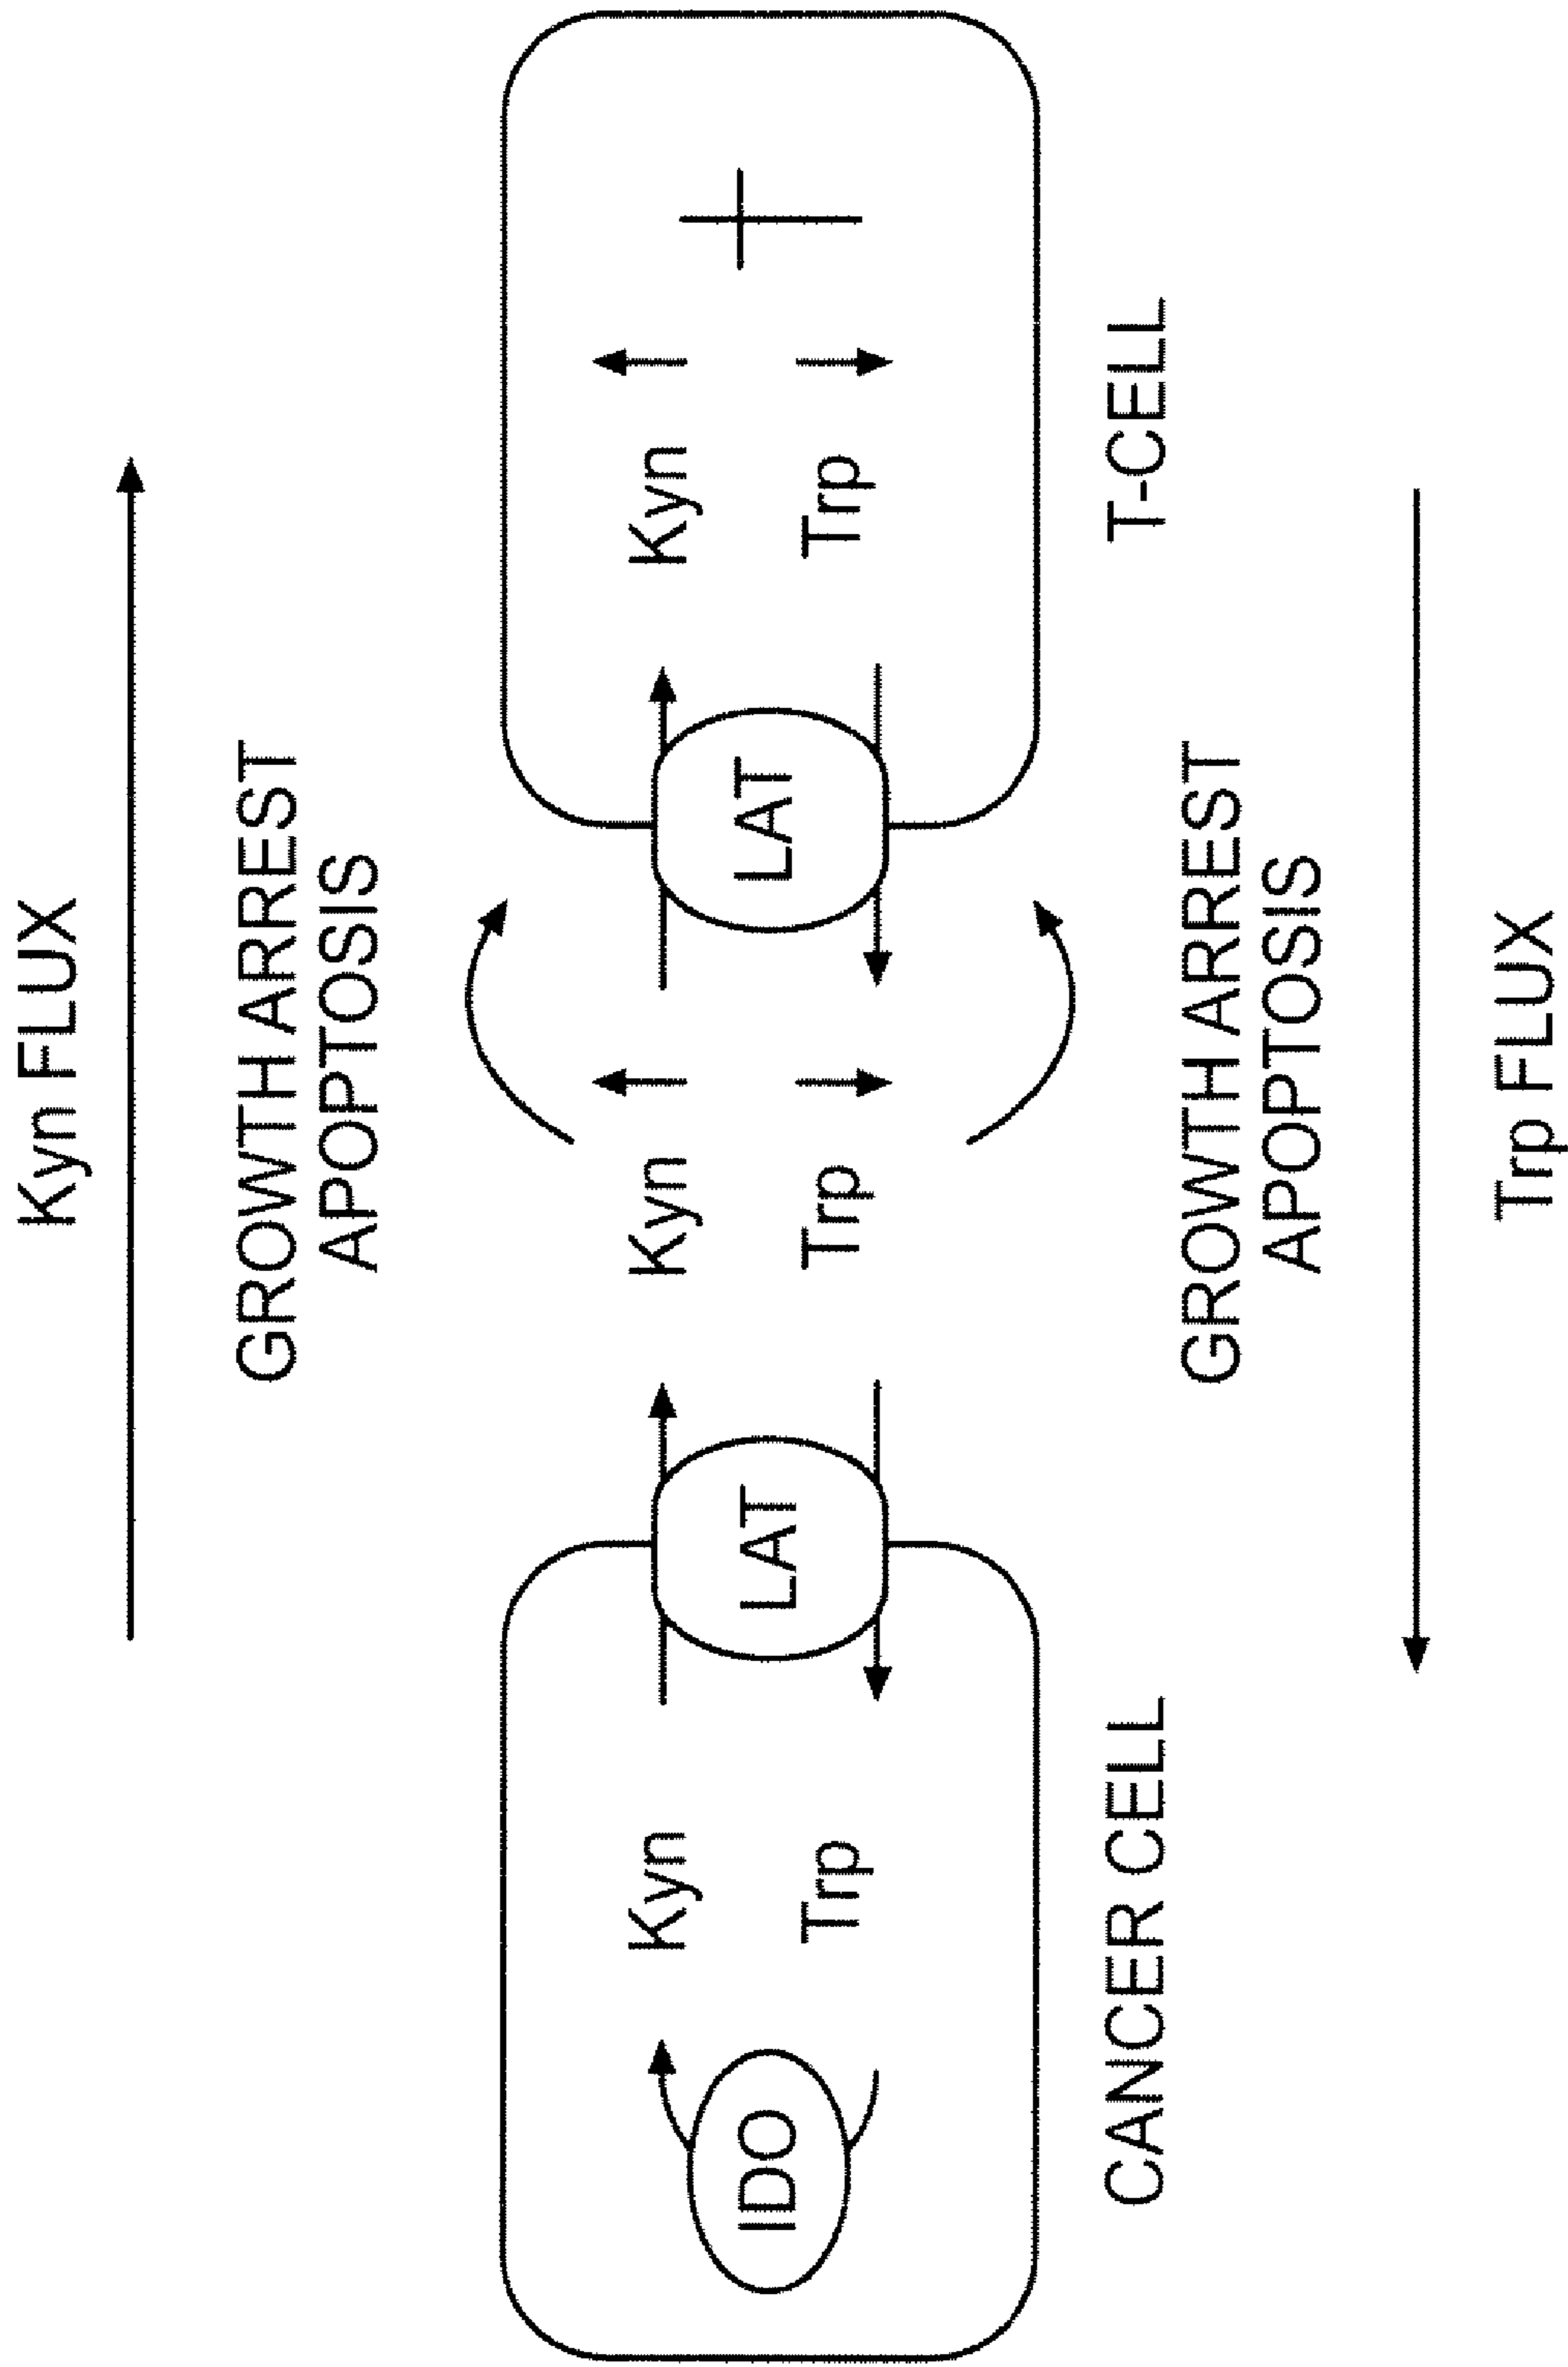 Kyn FLUX
GROWTH ARREST
APOPTOSIS
IDO
Kyn
Trp
LAT
Kyn
Trp
LAT
Kyn
Trp
CANCER CELL
T-CELL
GROWTH ARREST
APOPTOSIS
Trp FLUX